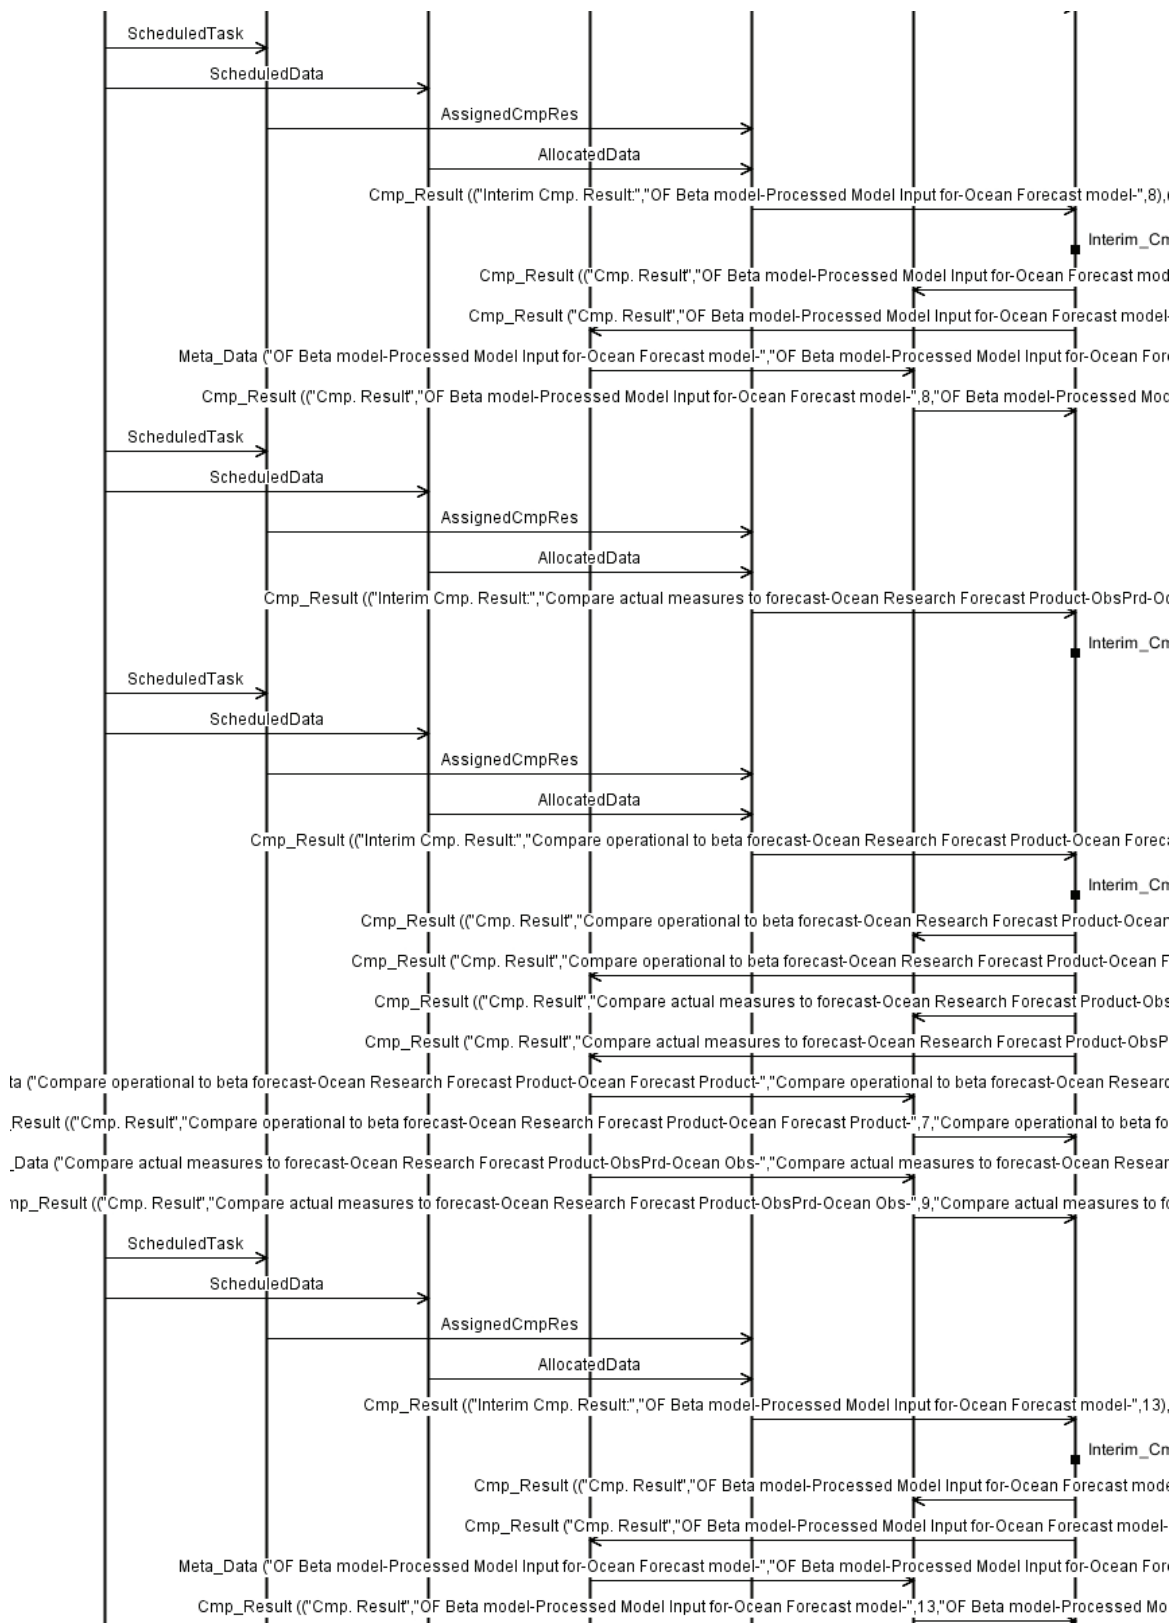 ScheduledTask
ScheduledData
AssignedCmpRes
AllocatedData
Cmp_Result (("Interim Cmp. Result:","OF Beta model-Processed Model Input for-Ocean Forecast model-",8),
Interim_Cm
Cmp_Result (("Cmp. Result","OF Beta model-Processed Model Input for-Ocean Forecast mod
Cmp_Result ("Cmp. Result","OF Beta model-Processed Model Input for-Ocean Forecast model-
Meta_Data ("OF Beta model-Processed Model Input for-Ocean Forecast model-","OF Beta model-Processed Model Input for-Ocean Fore
Cmp_Result (("Cmp. Result","OF Beta model-Processed Model Input for-Ocean Forecast model-",8,"OF Beta model-Processed Mod
ScheduledTask
ScheduledData
AssignedCmpRes
AllocatedData
Cmp_Result (("Interim Cmp. Result:","Compare actual measures to forecast-Ocean Research Forecast Product-ObsPrd-Oc
Interim_Cm
ScheduledTask
ScheduledData
AssignedCmpRes
AllocatedData
Cmp_Result (("Interim Cmp. Result:","Compare operational to beta forecast-Ocean Research Forecast Product-Ocean Foreca
Interim_Cm
Cmp_Result (("Cmp. Result","Compare operational to beta forecast-Ocean Research Forecast Product-Ocean
Cmp_Result ("Cmp. Result","Compare operational to beta forecast-Ocean Research Forecast Product-Ocean F
Cmp_Result (("Cmp. Result","Compare actual measures to forecast-Ocean Research Forecast Product-Obs
Cmp_Result ("Cmp. Result","Compare actual measures to forecast-Ocean Research Forecast Product-ObsP
ta ("Compare operational to beta forecast-Ocean Research Forecast Product-Ocean Forecast Product-","Compare operational to beta forecast-Ocean Researc
_Result (("Cmp. Result","Compare operational to beta forecast-Ocean Research Forecast Product-Ocean Forecast Product-",7,"Compare operational to beta fo
_Data ("Compare actual measures to forecast-Ocean Research Forecast Product-ObsPrd-Ocean Obs-","Compare actual measures to forecast-Ocean Resear
mp_Result (("Cmp. Result","Compare actual measures to forecast-Ocean Research Forecast Product-ObsPrd-Ocean Obs-",9,"Compare actual measures to fo
ScheduledTask
ScheduledData
AssignedCmpRes
AllocatedData
Cmp_Result (("Interim Cmp. Result:","OF Beta model-Processed Model Input for-Ocean Forecast model-",13),
Interim_Cm
Cmp_Result (("Cmp. Result","OF Beta model-Processed Model Input for-Ocean Forecast mode
Cmp_Result ("Cmp. Result","OF Beta model-Processed Model Input for-Ocean Forecast model-
Meta_Data ("OF Beta model-Processed Model Input for-Ocean Forecast model-","OF Beta model-Processed Model Input for-Ocean Fore
Cmp_Result (("Cmp. Result","OF Beta model-Processed Model Input for-Ocean Forecast model-",13,"OF Beta model-Processed Mo